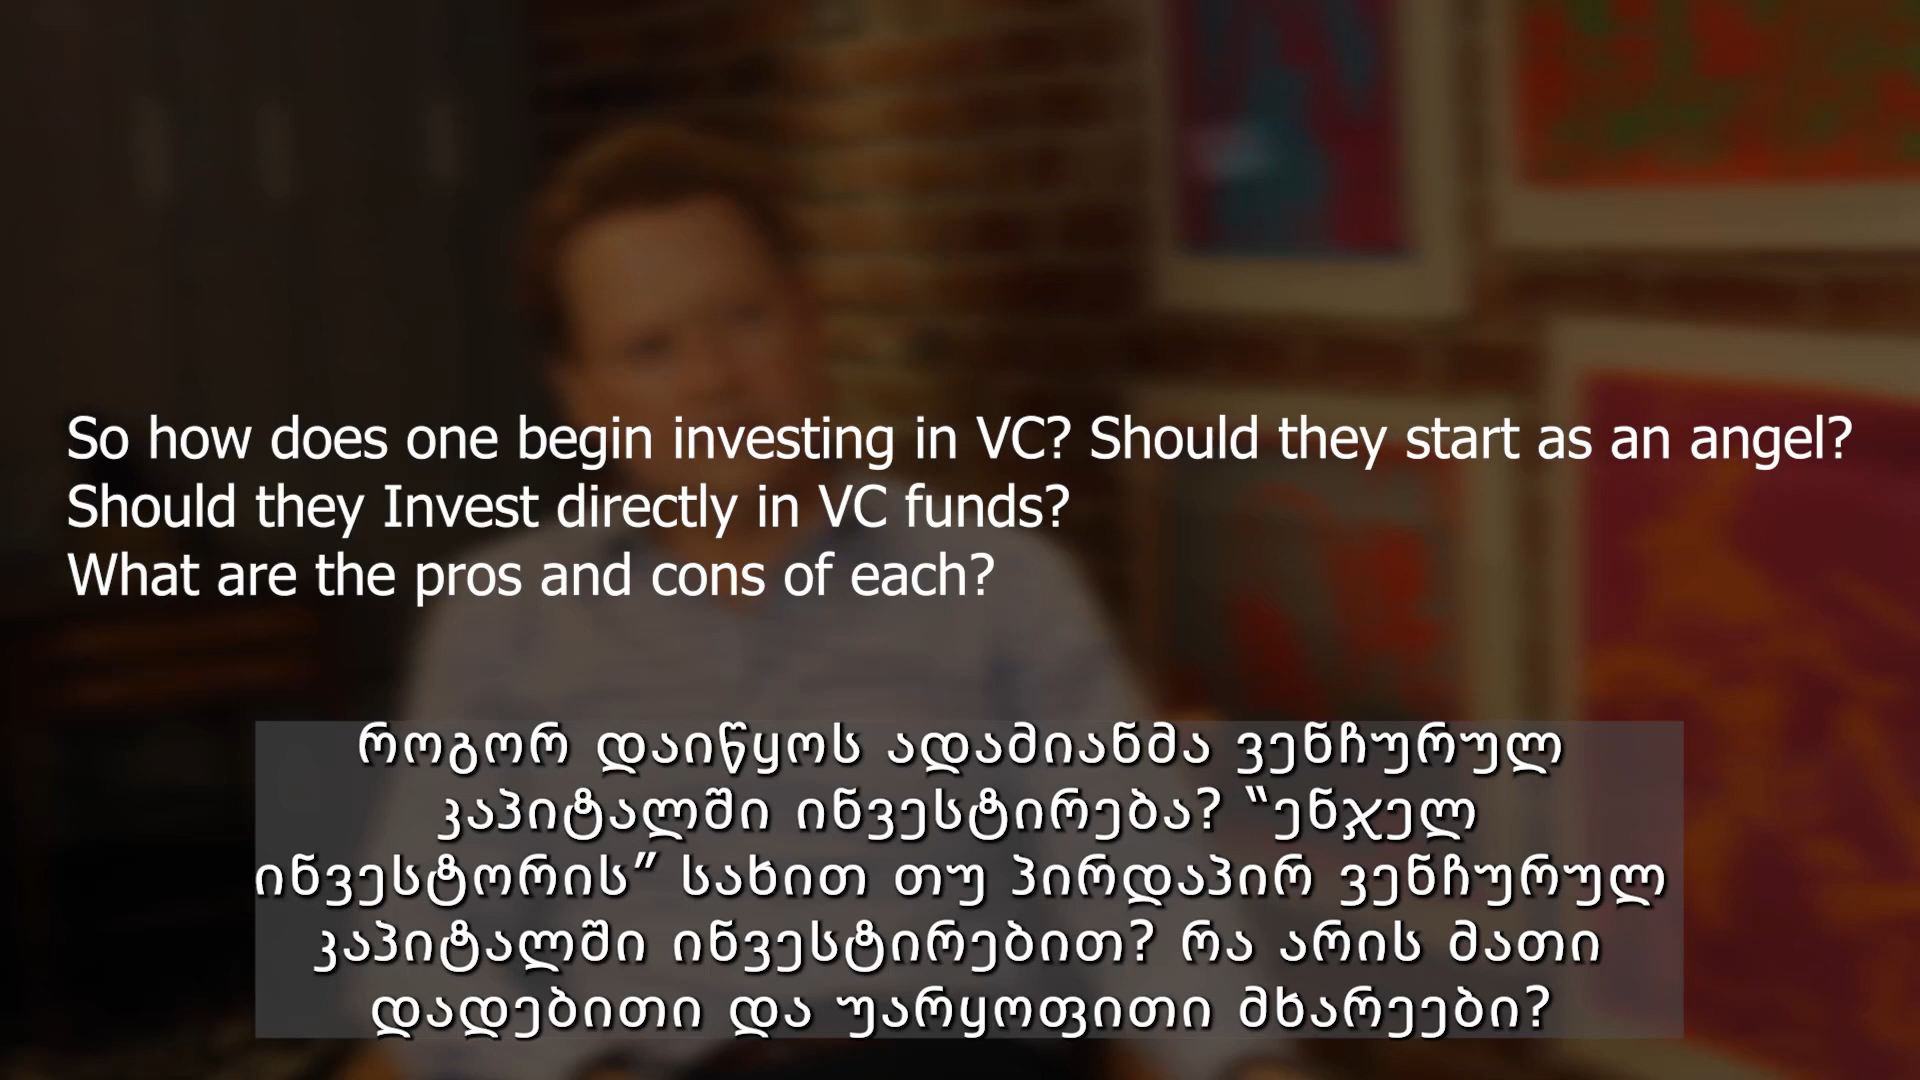 So how does one begin investing in VC? Should they start as an angel?
Should they Invest directly in VC funds?
What are the pros and cons of each?
როგორ დაიწყოს ადამიანმა ვენჩურულ
კაპიტალში ინვესტირება? “ენჯელ
ინვესტორის” სახით თუ პირდაპირ ვენჩურულ
კაპიტალში ინვესტირებით? რა არის მათი
დადებითი და უარყოფითი მხარეები?